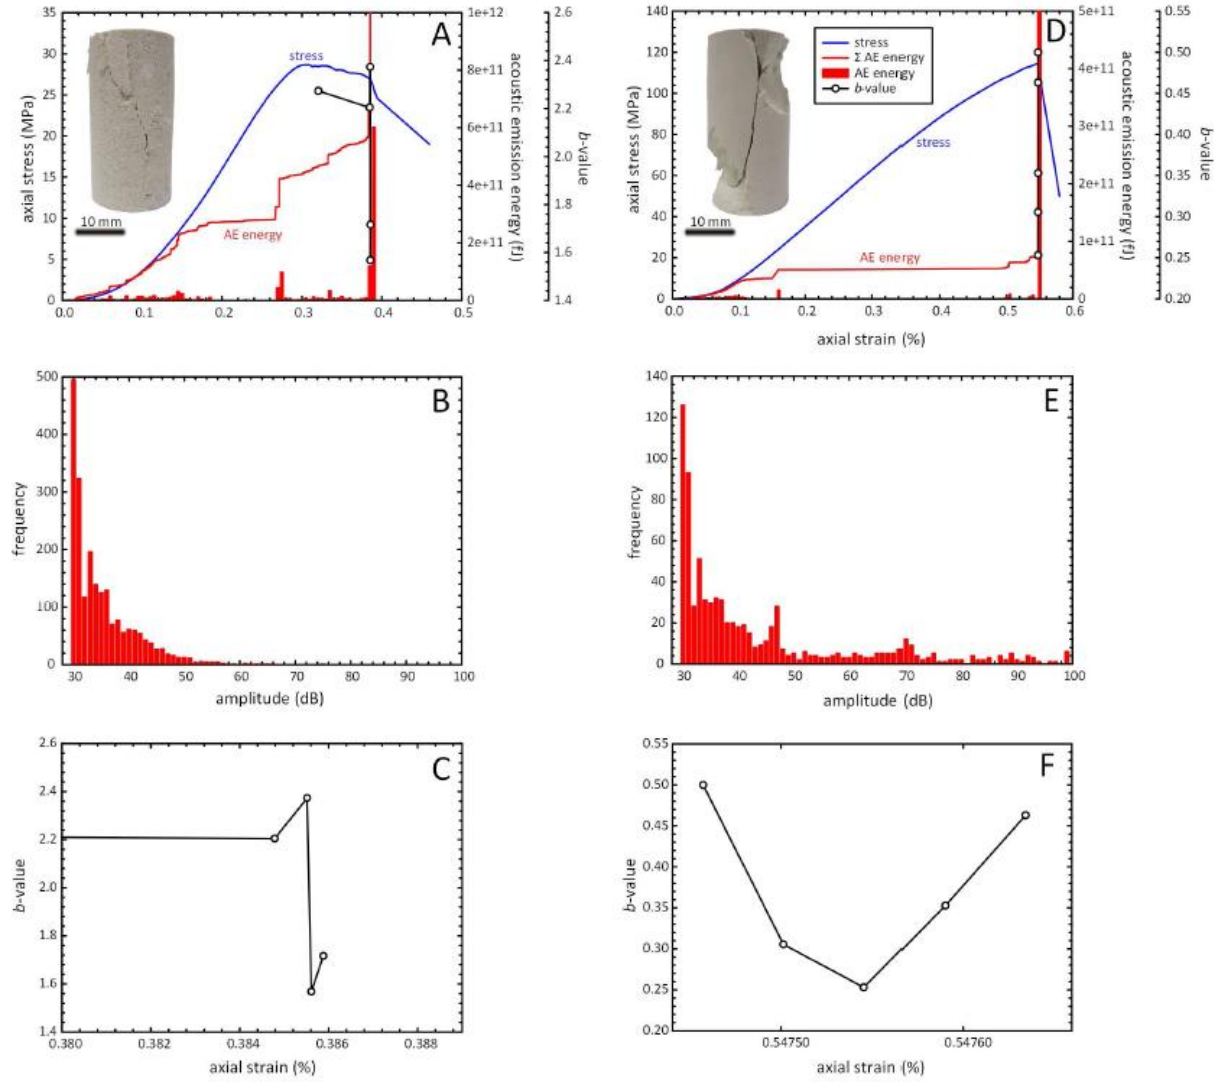 A
35
30
25
20
15
10
5
0
axial stress (MPa)
0.0 0.1 0.2 0.3 0.4 0.5
1e+12
8e+11
6e+11
4e+11
2e+11
0
acoustic emission energy (fJ)
2.6
2.4
2.2
2.0
1.8
1.6
1.4
b-value
stress
AE energy
10 mm
D
140
120
100
80
60
40
20
0
axial stress (MPa)
0.0 0.1 0.2 0.3 0.4 0.5 0.6
axial strain (%)
5e+11
4e+11
3e+11
2e+11
1e+11
0
acoustic emission energy (fJ)
0.55
0.50
0.45
0.40
0.35
0.30
0.25
0.20
b-value
stress
Σ AE energy
AE energy
b-value
stress
AE energy
10 mm
B
500
400
300
200
100
0
frequency
30 40 50 60 70 80 90 100
amplitude (dB)
E
140
120
100
80
60
40
20
0
frequency
30 40 50 60 70 80 90 100
amplitude (dB)
C
2.6
2.4
2.2
2.0
1.8
1.6
1.4
b-value
0.380 0.382 0.384 0.386 0.388
axial strain (%)
F
0.55
0.50
0.45
0.40
0.35
0.30
0.25
0.20
b-value
0.54750 0.54760
axial strain (%)